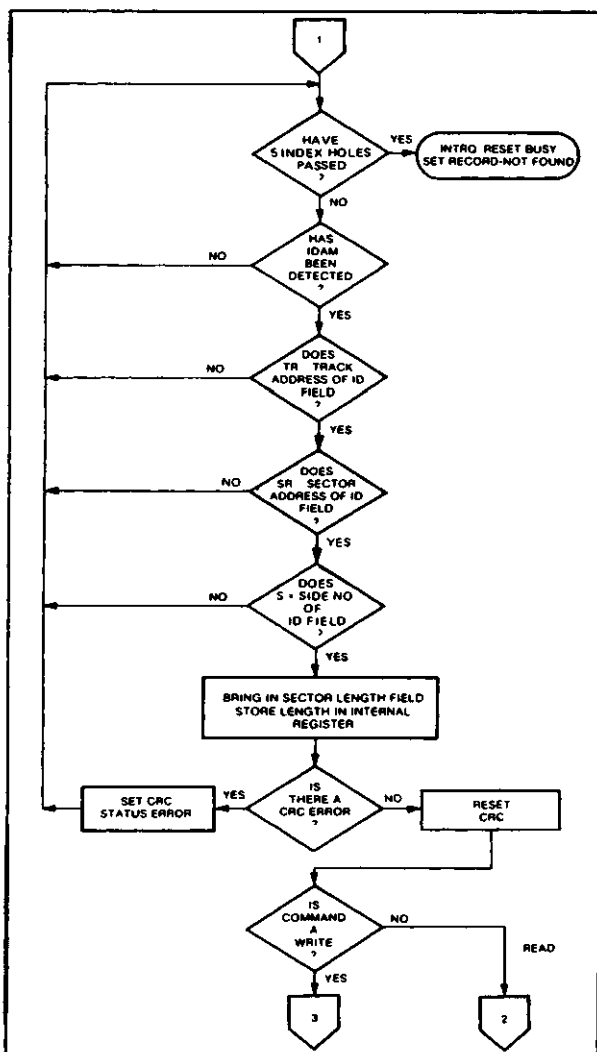 1
HAVE
5 INDEX HOLES
PASSED
?
YES
INTRQ RESET BUSY
SET RECORD-NOT FOUND
NO
HAS
IDAM
BEEN
DETECTED
?
NO
YES
DOES
TR TRACK
ADDRESS OF ID
FIELD
?
NO
YES
DOES
SR SECTOR
ADDRESS OF ID
FIELD
?
NO
YES
DOES
S = SIDE NO
OF
ID FIELD
?
NO
YES
BRING IN SECTOR LENGTH FIELD
STORE LENGTH IN INTERNAL
REGISTER
IS
THERE A
CRC ERROR
?
YES
SET CRC
STATUS ERROR
NO
RESET
CRC
IS
COMMAND
A
WRITE
?
NO
READ
YES
3
2